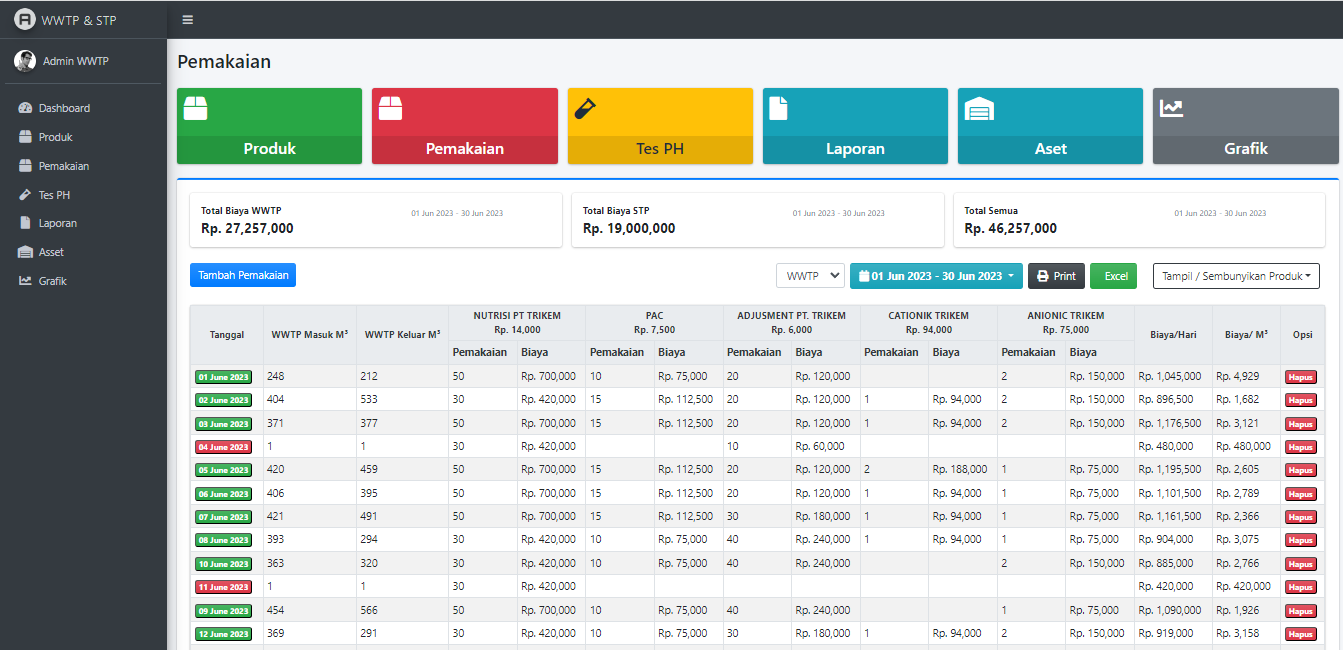 WWTP & STP
Admin WWTP
Dashboard
Produk
Pemakaian
Tes PH
Laporan
Asset
Grafik
Pemakaian
Produk
Pemakaian
Tes PH
Laporan
Aset
Grafik
Total Biaya WWTP 01 Jun 2023 - 30 Jun 2023
Rp. 27,257,000
Total Biaya STP 01 Jun 2023 - 30 Jun 2023
Rp. 19,000,000
Total Semua 01 Jun 2023 - 30 Jun 2023
Rp. 46,257,000
Tambah Pemakaian WWTP 01 Jun 2023 - 30 Jun 2023 Print Excel Tampil / Sembunyikan Produk
Tanggal WWTP Masuk M³ WWTP Keluar M³ NUTRISI PT TRIKEM PAC ADJUSMENT PT. TRIKEM CATIONIK TRIKEM ANIONIC TRIKEM Biaya/Hari Biaya/ M³ Opsi
Rp. 14,000 Rp. 7,500 Rp. 6,000 Rp. 94,000 Rp. 75,000
Pemakaian Biaya Pemakaian Biaya Pemakaian Biaya Pemakaian Biaya Pemakaian Biaya
01 June 2023 248 212 50 Rp. 700,000 10 Rp. 75,000 20 Rp. 120,000 2 Rp. 150,000 Rp. 1,045,000 Rp. 4,929 Hapus
02 June 2023 404 533 30 Rp. 420,000 15 Rp. 112,500 20 Rp. 120,000 1 Rp. 94,000 2 Rp. 150,000 Rp. 896,500 Rp. 1,682 Hapus
03 June 2023 371 377 50 Rp. 700,000 15 Rp. 112,500 20 Rp. 120,000 1 Rp. 94,000 2 Rp. 150,000 Rp. 1,176,500 Rp. 3,121 Hapus
04 June 2023 1 1 30 Rp. 420,000 10 Rp. 60,000 Rp. 480,000 Rp. 480,000 Hapus
05 June 2023 420 459 50 Rp. 700,000 15 Rp. 112,500 20 Rp. 120,000 2 Rp. 188,000 1 Rp. 75,000 Rp. 1,195,500 Rp. 2,605 Hapus
06 June 2023 406 395 50 Rp. 700,000 15 Rp. 112,500 20 Rp. 120,000 1 Rp. 94,000 1 Rp. 75,000 Rp. 1,101,500 Rp. 2,789 Hapus
07 June 2023 421 491 50 Rp. 700,000 15 Rp. 112,500 30 Rp. 180,000 1 Rp. 94,000 1 Rp. 75,000 Rp. 1,161,500 Rp. 2,366 Hapus
08 June 2023 393 294 30 Rp. 420,000 10 Rp. 75,000 40 Rp. 240,000 1 Rp. 94,000 1 Rp. 75,000 Rp. 904,000 Rp. 3,075 Hapus
10 June 2023 363 320 30 Rp. 420,000 10 Rp. 75,000 40 Rp. 240,000 2 Rp. 150,000 Rp. 885,000 Rp. 2,766 Hapus
11 June 2023 1 1 30 Rp. 420,000 Rp. 420,000 Rp. 420,000 Hapus
09 June 2023 454 566 50 Rp. 700,000 10 Rp. 75,000 40 Rp. 240,000 1 Rp. 75,000 Rp. 1,090,000 Rp. 1,926 Hapus
12 June 2023 369 291 30 Rp. 420,000 10 Rp. 75,000 30 Rp. 180,000 1 Rp. 94,000 2 Rp. 150,000 Rp. 919,000 Rp. 3,158 Hapus